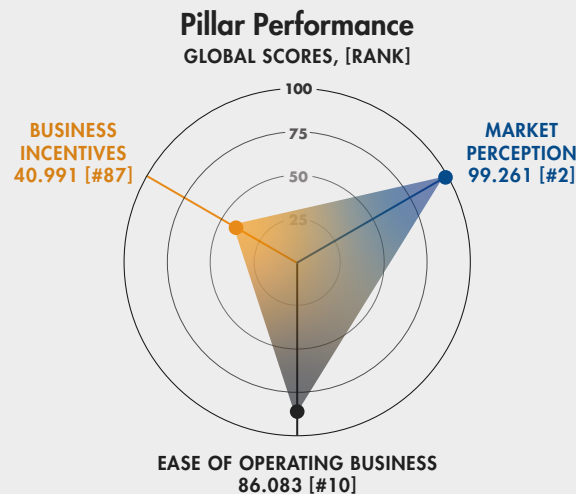 Pillar Performance
GLOBAL SCORES, [RANK]
100
BUSINESS
INCENTIVES
40.991 [#87]
75
MARKET
PERCEPTION
99.261 [#2]
50
25
EASE OF OPERATING BUSINESS
86.083 [#10]